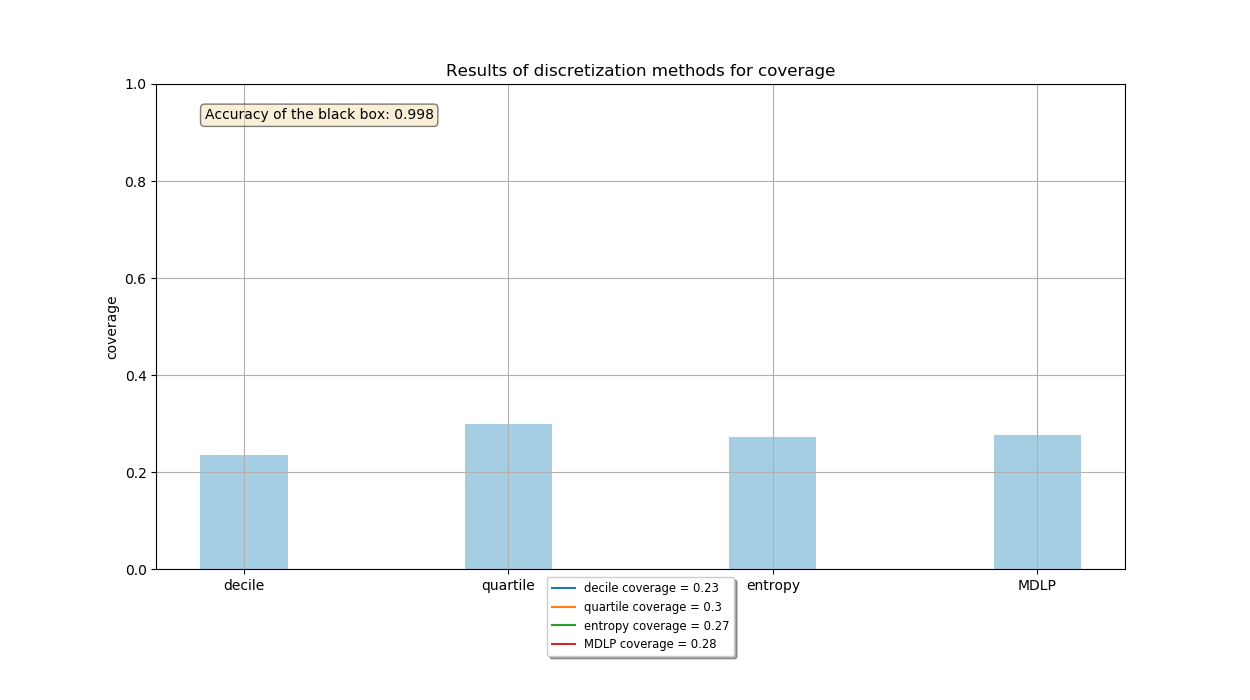 Results of discretization methods for coverage
1.0
Accuracy of the black box: 0.998
0.8
0.6
coverage
0.4
0.2
0.0
decile quartile entropy MDLP
decile coverage = 0.23
quartile coverage = 0.3
entropy coverage = 0.27
MDLP coverage = 0.28